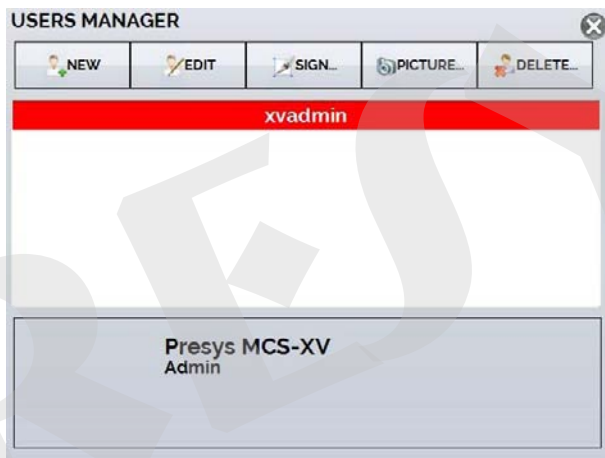 USERS MANAGER
NEW EDIT SIGN... PICTURE... DELETE...
xvadmin
Presys MCS-XV
Admin